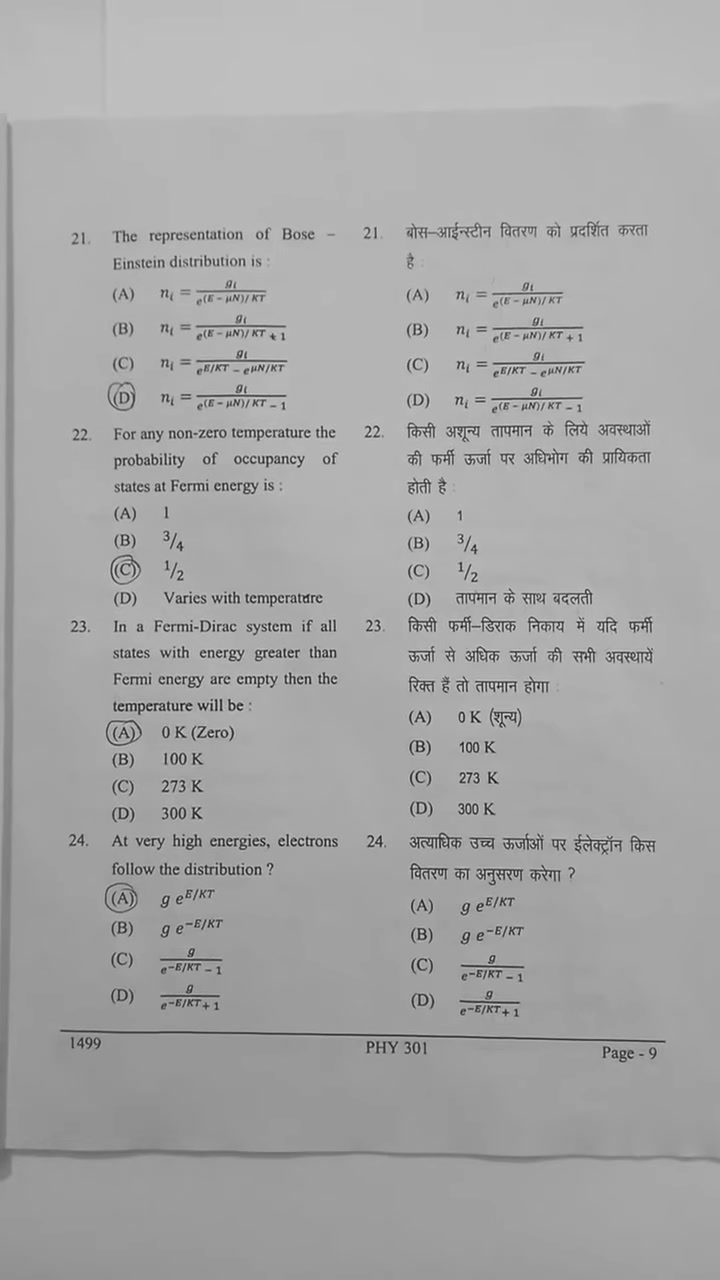 21. The representation of Bose –
Einstein distribution is :
(A) nᵢ = gᵢ / e^(E – μN)/ KT
(B) nᵢ = gᵢ / e^(E – μN)/ KT + 1
(C) nᵢ = gᵢ / e^E/KT – e^μN/KT
(D) nᵢ = gᵢ / e^(E – μN)/ KT – 1
22. For any non-zero temperature the
probability of occupancy of
states at Fermi energy is :
(A) 1
(B) 3/4
(C) 1/2
(D) Varies with temperature
23. In a Fermi-Dirac system if all
states with energy greater than
Fermi energy are empty then the
temperature will be :
(A) 0 K (Zero)
(B) 100 K
(C) 273 K
(D) 300 K
24. At very high energies, electrons
follow the distribution ?
(A) g e^E/KT
(B) g e^–E/KT
(C) g / e^–E/KT – 1
(D) g / e^–E/KT + 1
21. बोस–आईन्स्टीन वितरण को प्रदर्शित करता
है :
(A) nᵢ = gᵢ / e^(E – μN)/ KT
(B) nᵢ = gᵢ / e^(E – μN)/ KT + 1
(C) nᵢ = gᵢ / e^E/KT – e^μN/KT
(D) nᵢ = gᵢ / e^(E – μN)/ KT – 1
22. किसी अशून्य तापमान के लिये अवस्थाओं
की फर्मी ऊर्जा पर अधिभोग की प्रायिकता
होती है :
(A) 1
(B) 3/4
(C) 1/2
(D) तापमान के साथ बदलती
23. किसी फर्मी–डिराक निकाय में यदि फर्मी
ऊर्जा से अधिक ऊर्जा की सभी अवस्थायें
रिक्त हैं तो तापमान होगा :
(A) 0 K (शून्य)
(B) 100 K
(C) 273 K
(D) 300 K
24. अत्याधिक उच्च ऊर्जाओं पर ईलेक्ट्रॉन किस
वितरण का अनुसरण करेगा ?
(A) g e^E/KT
(B) g e^–E/KT
(C) g / e^–E/KT – 1
(D) g / e^–E/KT + 1
1499 PHY 301 Page - 9